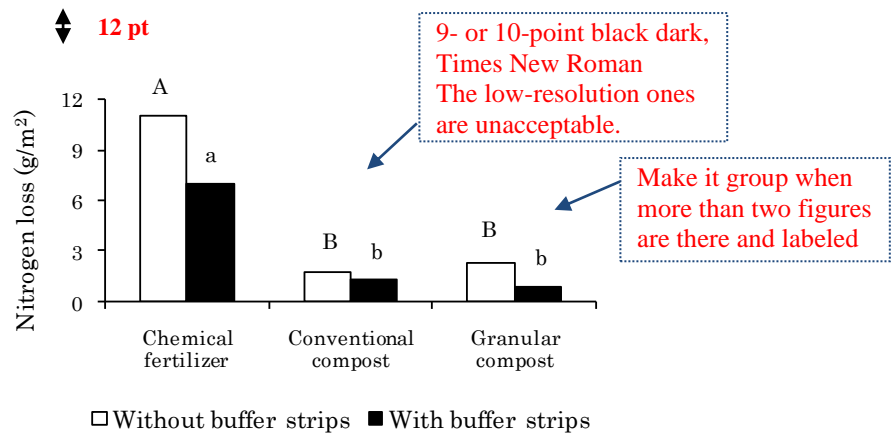 12 pt
9- or 10-point black dark,
Times New Roman
The low-resolution ones
are unacceptable.
Make it group when
more than two figures
are there and labeled
Nitrogen loss (g/m²)
12
9
6
3
0
A
a
B
b
B
b
Chemical
fertilizer
Conventional
compost
Granular
compost
Without buffer strips With buffer strips